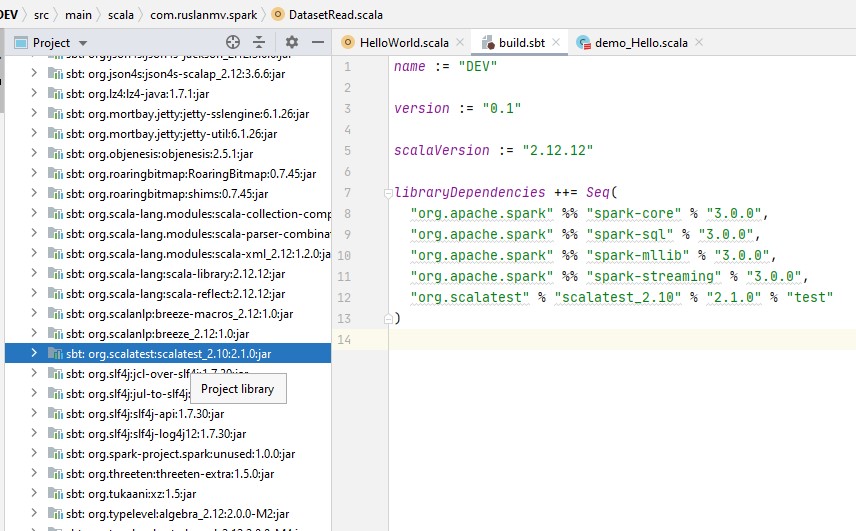 DEV src main scala com.ruslanmv.spark DatasetRead.scala
Project
HelloWorld.scala build.sbt demo_Hello.scala
sbt: org.json4s:json4s-scalap_2.12:3.6.6:jar
sbt: org.lz4:lz4-java:1.7.1:jar
sbt: org.mortbay.jetty:jetty-sslengine:6.1.26:jar
sbt: org.mortbay.jetty:jetty-util:6.1.26:jar
sbt: org.objenesis:objenesis:2.5.1:jar
sbt: org.roaringbitmap:RoaringBitmap:0.7.45:jar
sbt: org.roaringbitmap:shims:0.7.45:jar
sbt: org.scala-lang.modules:scala-collection-comp
sbt: org.scala-lang.modules:scala-parser-combinat
sbt: org.scala-lang.modules:scala-xml_2.12:1.2.0:ja
sbt: org.scala-lang:scala-library:2.12.12:jar
sbt: org.scala-lang:scala-reflect:2.12.12:jar
sbt: org.scalanlp:breeze-macros_2.12:1.0:jar
sbt: org.scalanlp:breeze_2.12:1.0:jar
sbt: org.scalatest:scalatest_2.10:2.1.0:jar
sbt: org.slf4j:jcl-over-slf4j:1.7.30:jar
sbt: org.slf4j:jul-to-slf4j:
Project library
sbt: org.slf4j:slf4j-api:1.7.30:jar
sbt: org.slf4j:slf4j-log4j12:1.7.30:jar
sbt: org.spark-project.spark:unused:1.0.0:jar
sbt: org.threeten:threeten-extra:1.5.0:jar
sbt: org.tukaani:xz:1.5:jar
sbt: org.typelevel:algebra_2.12:2.0.0-M2:jar
1 name := "DEV"
2
3 version := "0.1"
4
5 scalaVersion := "2.12.12"
6
7 libraryDependencies ++= Seq(
8 "org.apache.spark" %% "spark-core" % "3.0.0",
9 "org.apache.spark" %% "spark-sql" % "3.0.0",
10 "org.apache.spark" %% "spark-mllib" % "3.0.0",
11 "org.apache.spark" %% "spark-streaming" % "3.0.0",
12 "org.scalatest" % "scalatest_2.10" % "2.1.0" % "test"
13 )
14